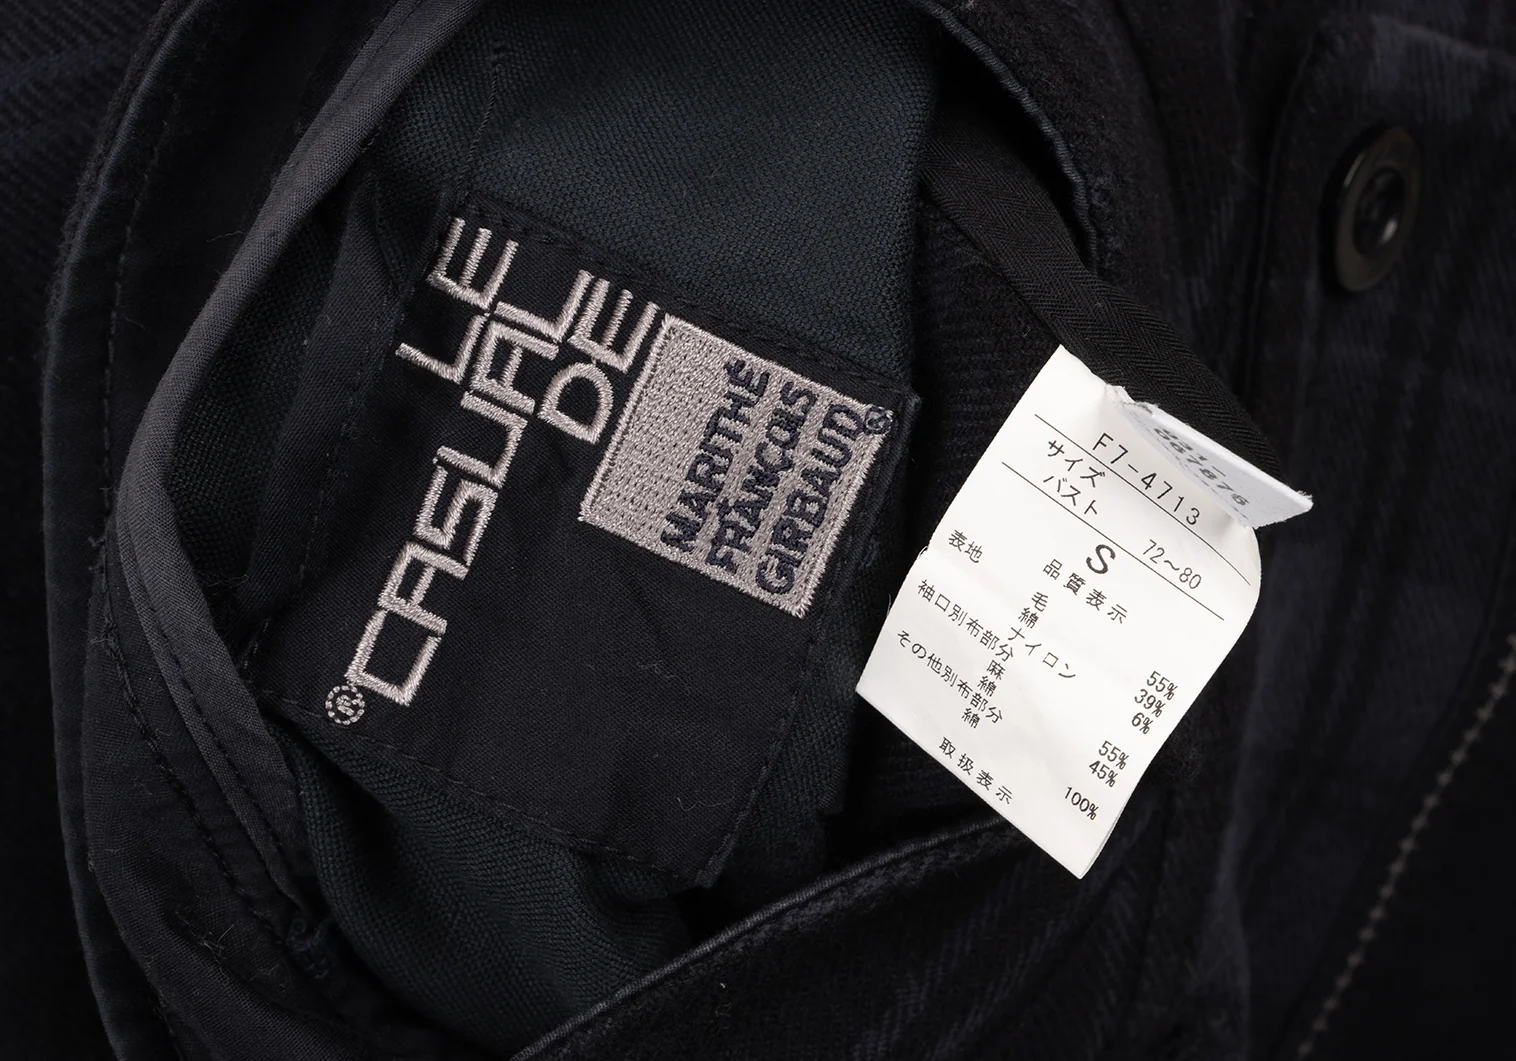 LE
CASUAL
DE
MARITHÉ
FRANÇOIS
GIRBAUD
F7-4713
サイズ S
バスト 72～80
品質表示
表地
毛 55%
綿 39%
ナイロン 6%
袖口別布部分
麻 55%
綿 45%
その他別布部分
綿 100%
取扱表示